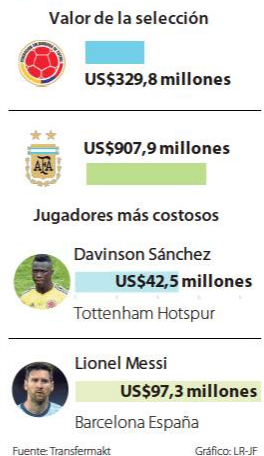 Valor de la selección
US$329,8 millones
AFA
US$907,9 millones
Jugadores más costosos
Davinson Sánchez
US$42,5 millones
Tottenham Hotspur
Lionel Messi
US$97,3 millones
Barcelona España
Fuente: Transfermakt
Gráfico: LR-JF